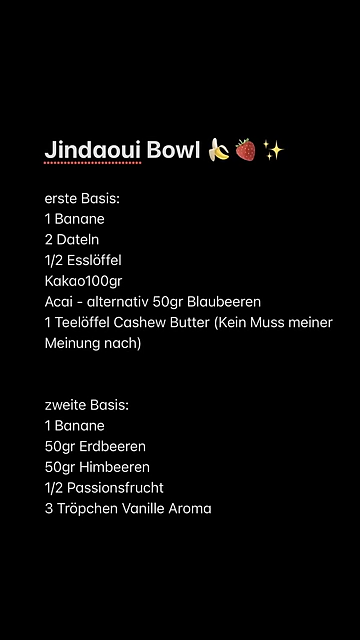 Jindaoui Bowl 🍌🍓✨
erste Basis:
1 Banane
2 Dateln
1/2 Esslöffel
Kakao100gr
Acai - alternativ 50gr Blaubeeren
1 Teelöffel Cashew Butter (Kein Muss meiner
Meinung nach)
zweite Basis:
1 Banane
50gr Erdbeeren
50gr Himbeeren
1/2 Passionsfrucht
3 Tröpchen Vanille Aroma